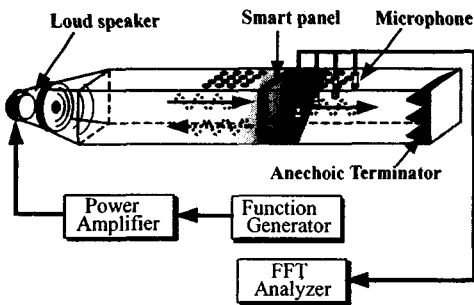 Loud speaker
Smart panel
Microphone
Anechoic Terminator
Power
Amplifier
Function
Generator
FFT
Analyzer